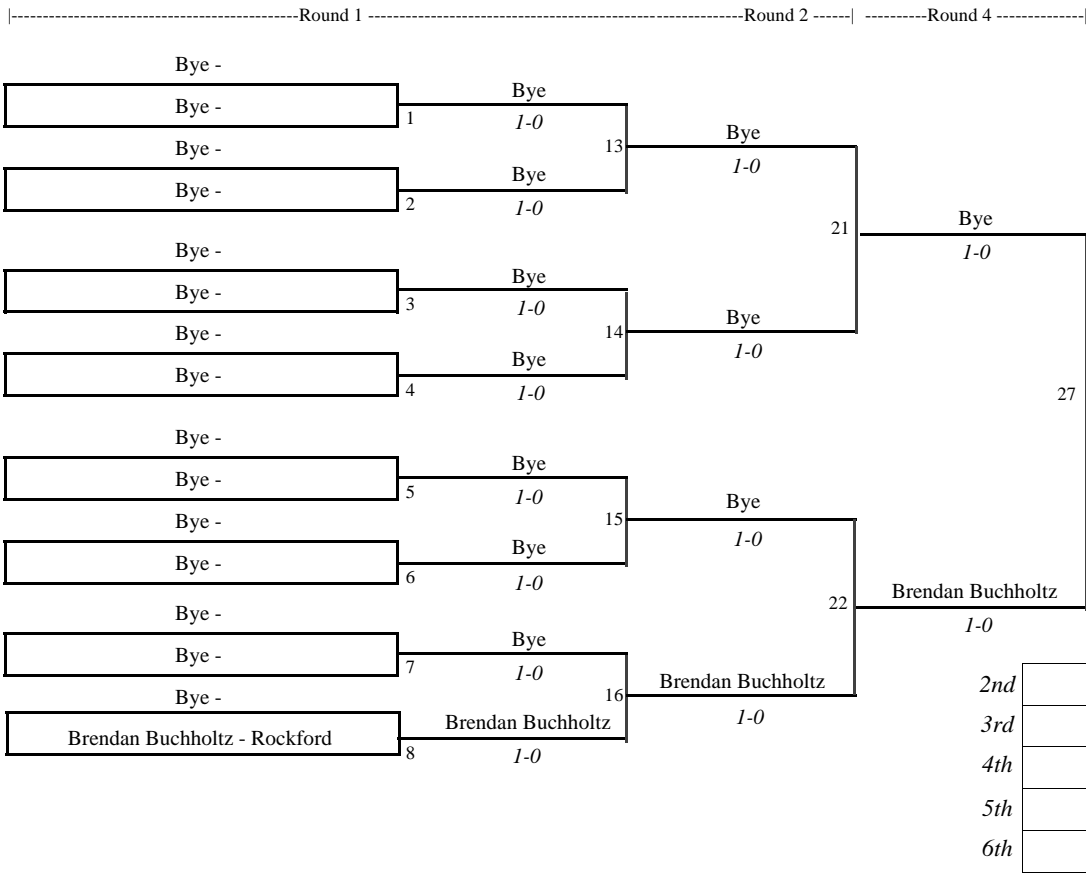 |-----------------------------------------------Round 1 -------------------------------------------------------------Round 2 ------| ----------Round 4 --------------|
Bye -
Bye -
1
Bye
1-0
Bye -
Bye -
2
Bye
1-0
13
Bye
1-0
Bye -
Bye -
3
Bye
1-0
Bye -
Bye -
4
Bye
1-0
14
Bye
1-0
21
Bye
1-0
Bye -
Bye -
5
Bye
1-0
Bye -
Bye -
6
Bye
1-0
15
Bye
1-0
Bye -
Bye -
7
Bye
1-0
Bye -
Brendan Buchholtz - Rockford
8
Brendan Buchholtz
1-0
16
Brendan Buchholtz
1-0
22
Brendan Buchholtz
1-0
27
2nd
3rd
4th
5th
6th